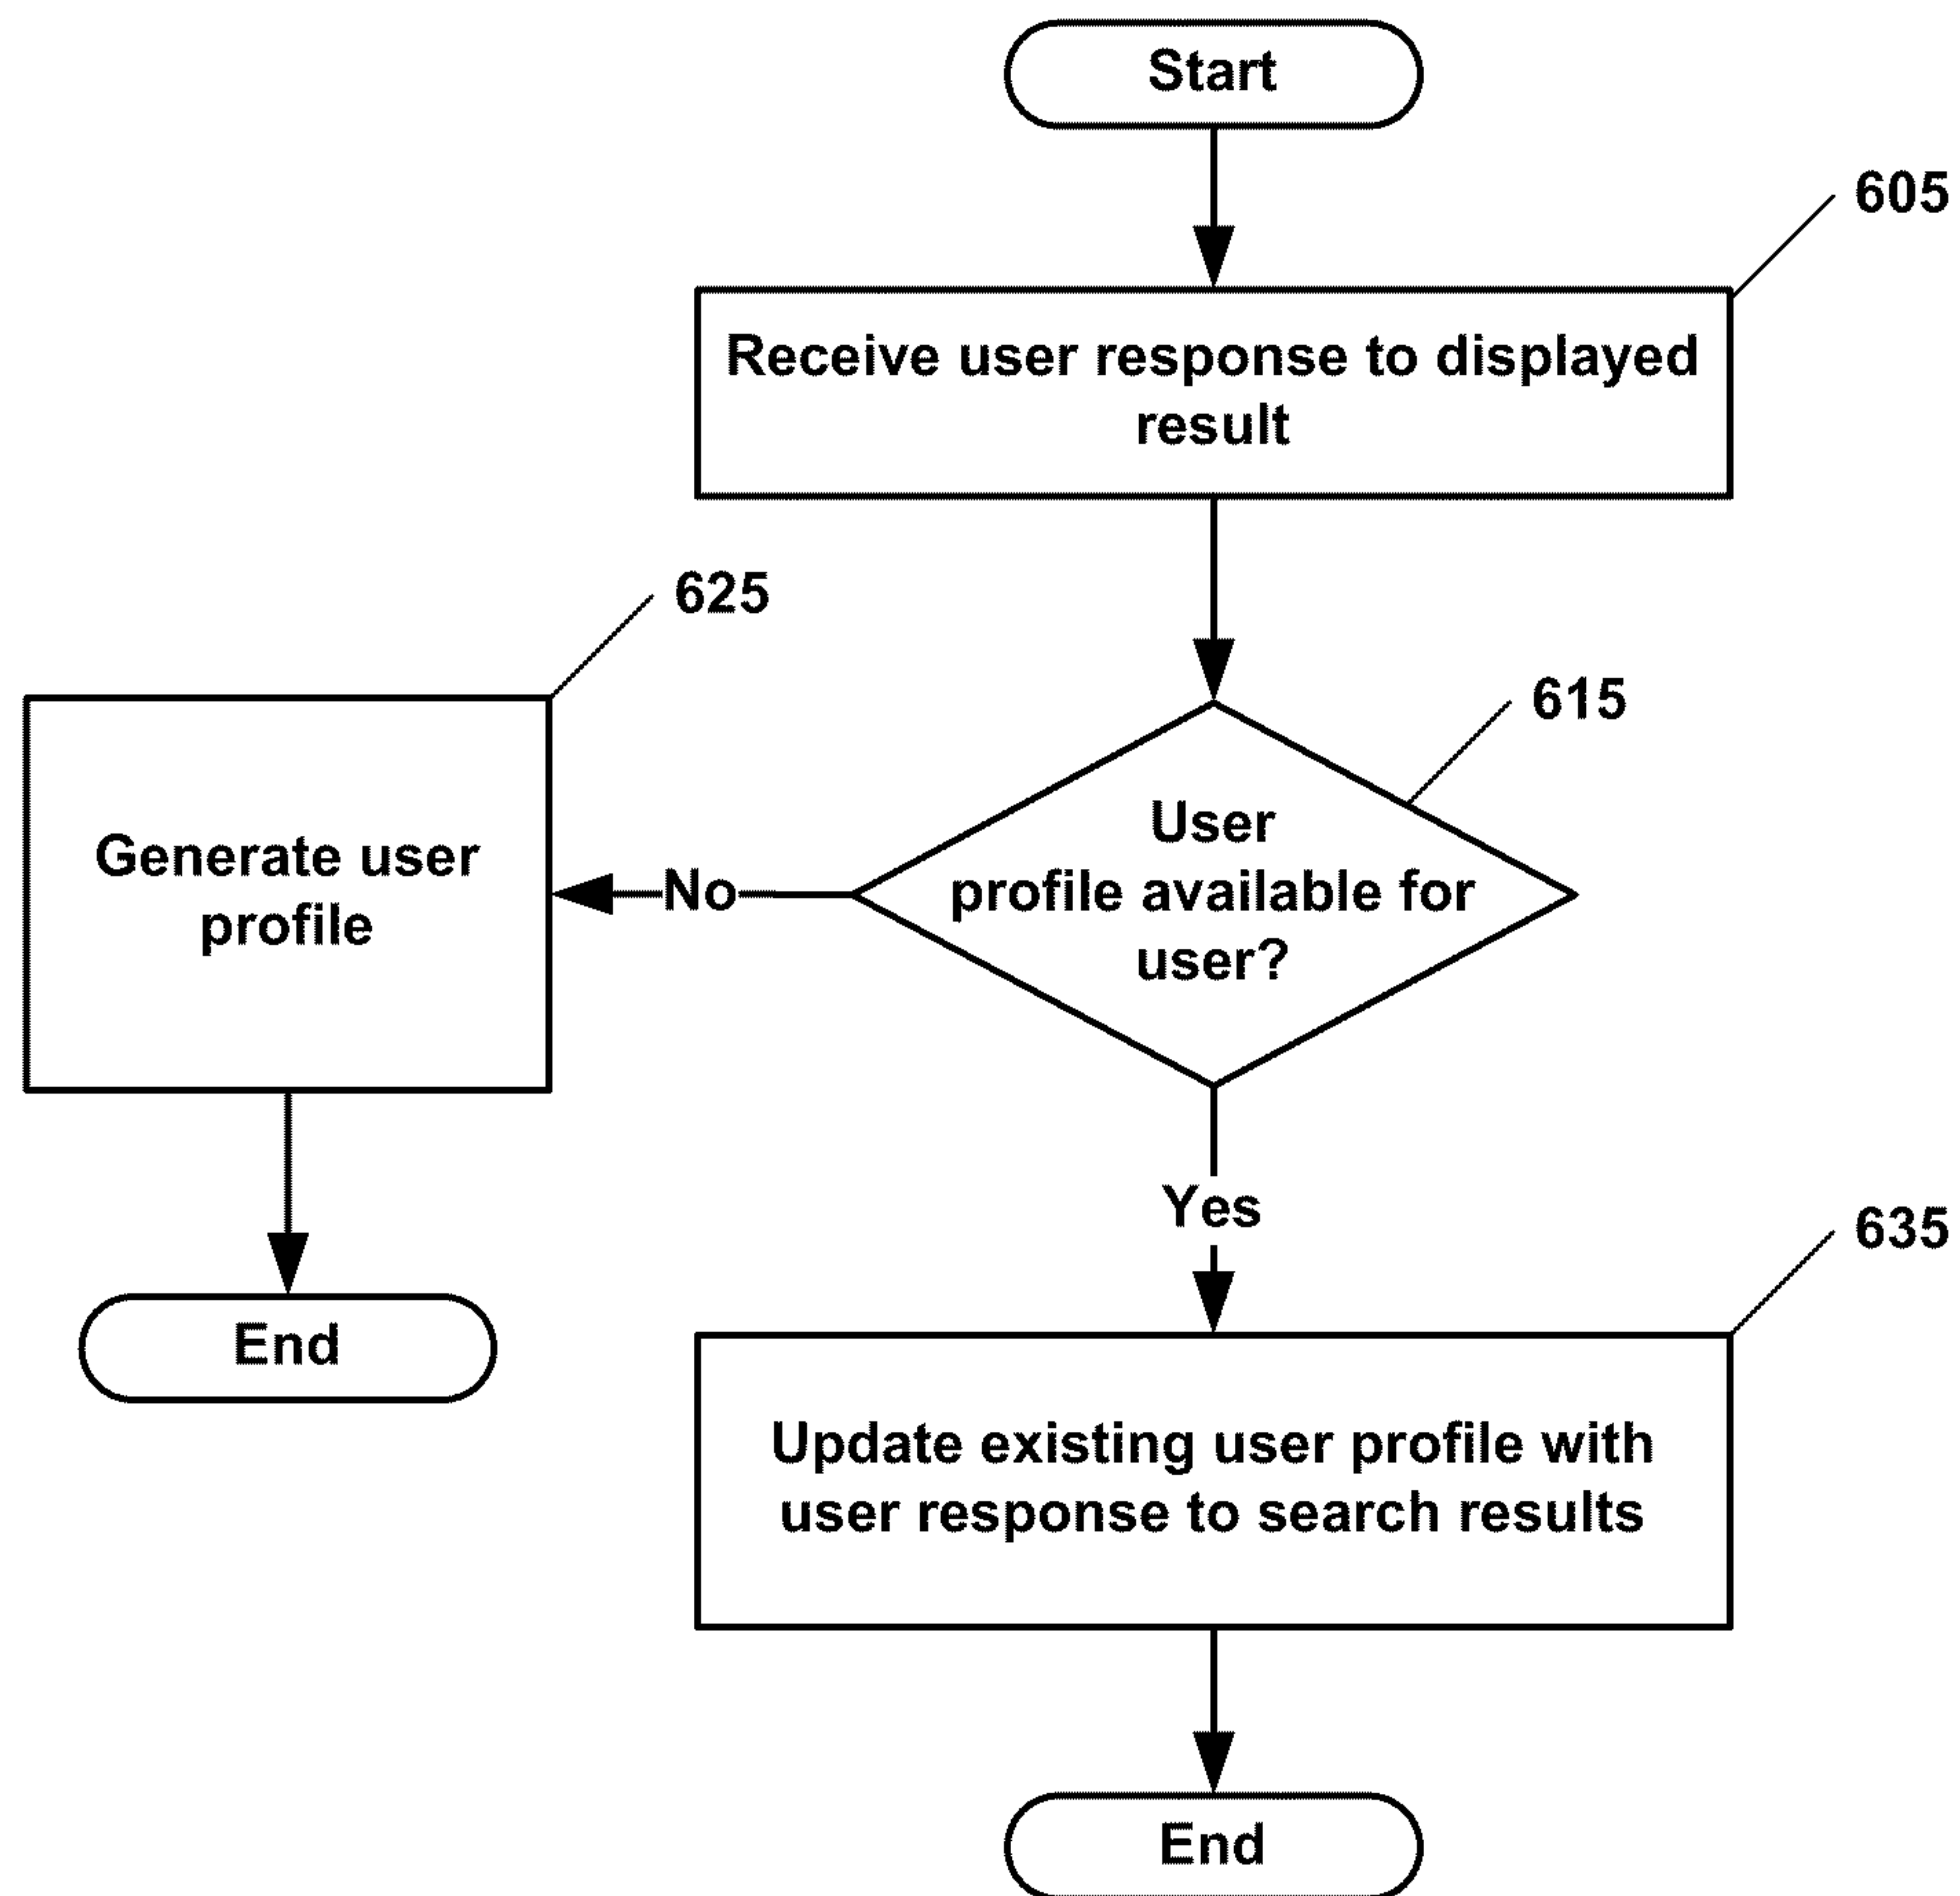 Start
605
Receive user response to displayed
result
625
615
User
profile available for
user?
No
Generate user
profile
Yes
635
End
Update existing user profile with
user response to search results
End